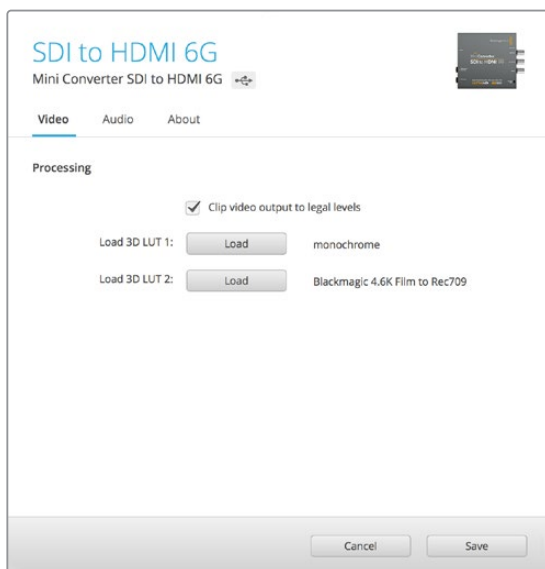 SDI to HDMI 6G
Mini Converter SDI to HDMI 6G
Video Audio About
Processing
Clip video output to legal levels
Load 3D LUT 1: Load monochrome
Load 3D LUT 2: Load Blackmagic 4.6K Film to Rec709
Cancel Save